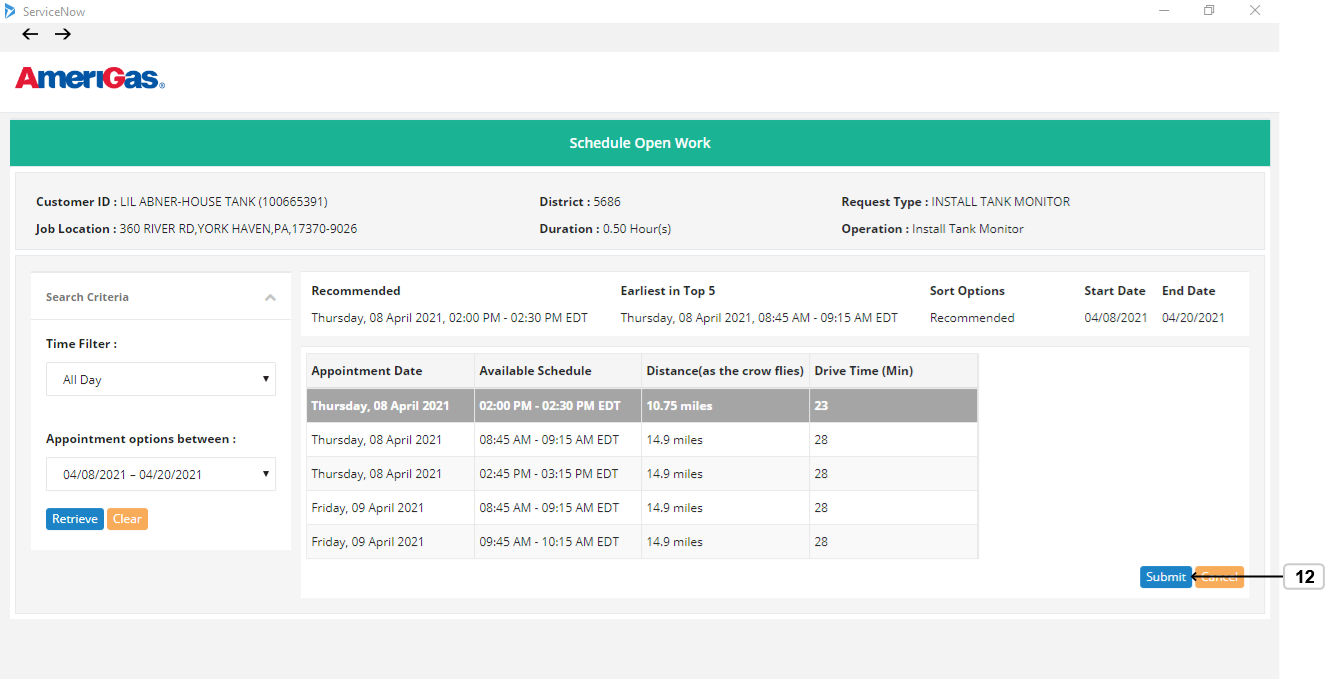 ServiceNow
AmeriGas®
Schedule Open Work
Customer ID : LIL ABNER-HOUSE TANK (100665391)
District : 5686
Request Type : INSTALL TANK MONITOR
Job Location : 360 RIVER RD,YORK HAVEN,PA,17370-9026
Duration : 0.50 Hour(s)
Operation : Install Tank Monitor
Search Criteria
Time Filter :
All Day
Appointment options between :
04/08/2021 – 04/20/2021
Retrieve Clear
Recommended Earliest in Top 5 Sort Options Start Date End Date
Thursday, 08 April 2021, 02:00 PM - 02:30 PM EDT Thursday, 08 April 2021, 08:45 AM - 09:15 AM EDT Recommended 04/08/2021 04/20/2021
Appointment Date Available Schedule Distance(as the crow flies) Drive Time (Min)
Thursday, 08 April 2021 02:00 PM - 02:30 PM EDT 10.75 miles 23
Thursday, 08 April 2021 08:45 AM - 09:15 AM EDT 14.9 miles 28
Thursday, 08 April 2021 02:45 PM - 03:15 PM EDT 14.9 miles 28
Friday, 09 April 2021 08:45 AM - 09:15 AM EDT 14.9 miles 28
Friday, 09 April 2021 09:45 AM - 10:15 AM EDT 14.9 miles 28
Submit Cancel 12